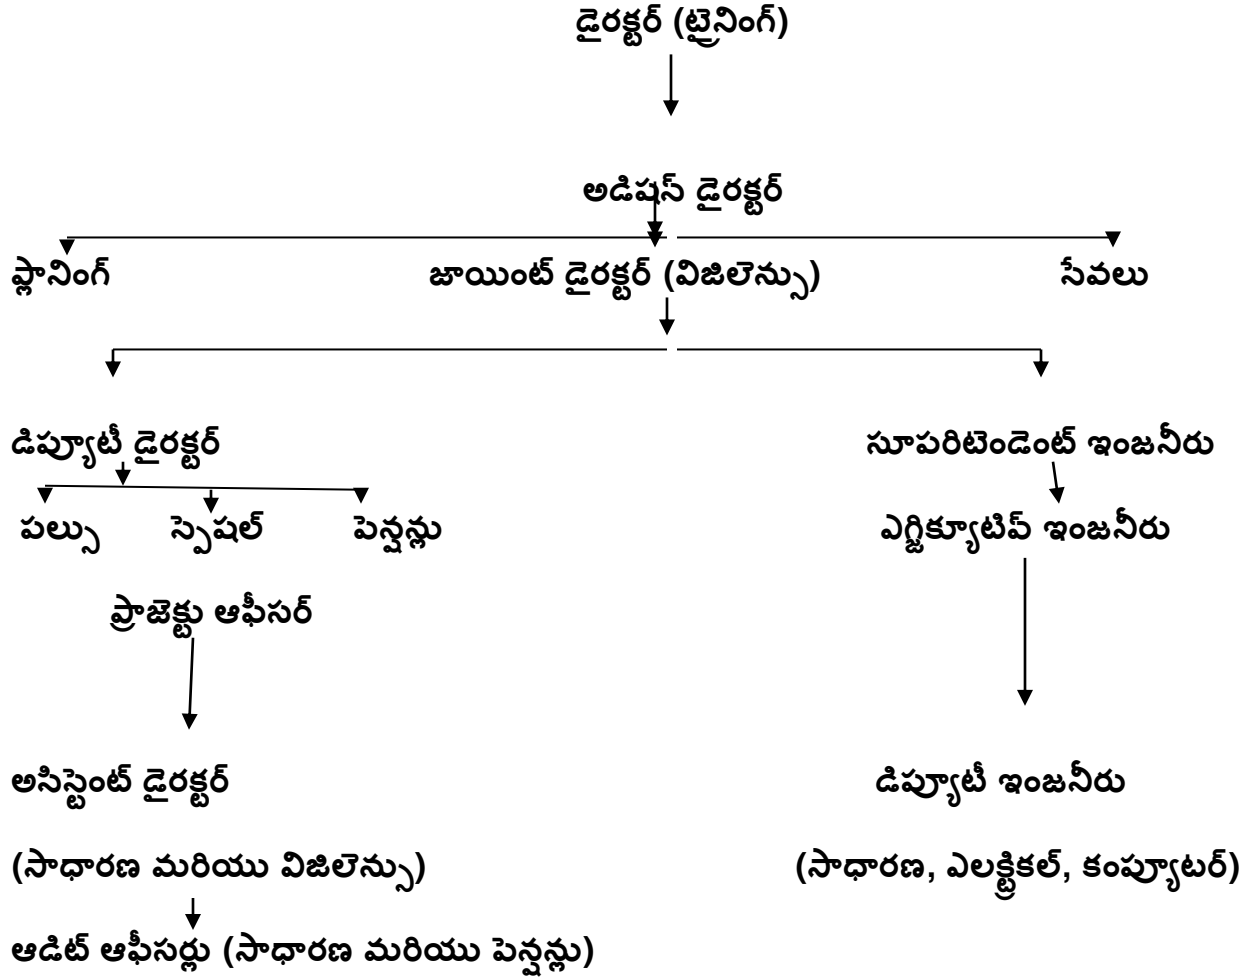 డైరక్టర్ (ట్రైనింగ్)
అడిషస్ డైరక్టర్
ప్లానింగ్ జాయింట్ డైరక్టర్ (విజిలెన్సు) సేవలు
డిప్యూటీ డైరక్టర్ సూపరిటెండెంట్ ఇంజనీరు
పల్సు స్పెషల్ పెన్షన్లు ఎగ్జిక్యూటిప్ ఇంజనీరు
ప్రాజెక్టు ఆఫీసర్
అసిస్టెంట్ డైరక్టర్ డిప్యూటీ ఇంజనీరు
(సాధారణ మరియు విజిలెన్సు) (సాధారణ, ఎలక్ట్రికల్, కంప్యూటర్)
ఆడిట్ ఆఫీసర్లు (సాధారణ మరియు పెన్షన్లు)